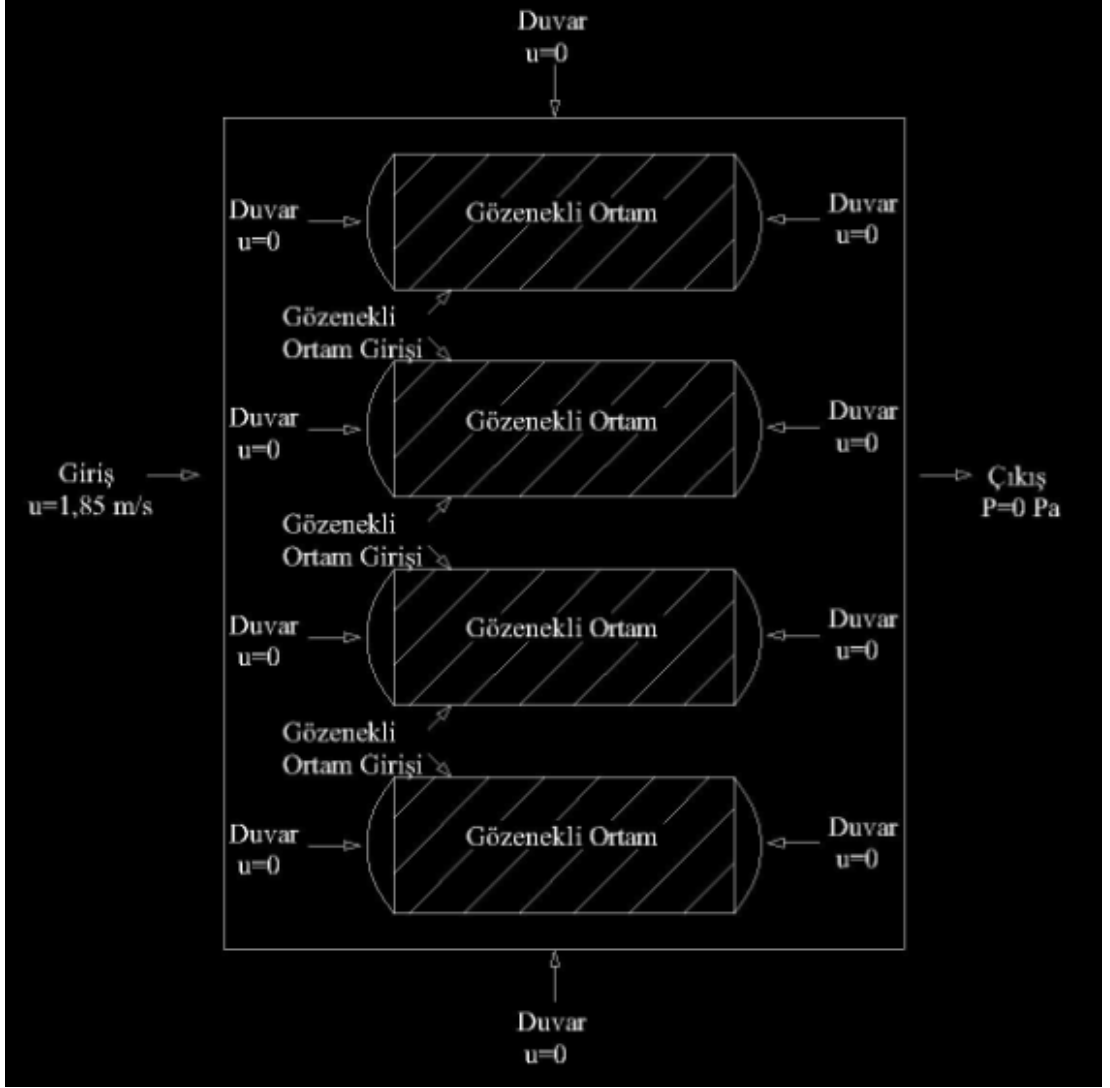 Duvar
u=0
Gözenekli Ortam
Duvar
u=0
Duvar
u=0
Gözenekli
Ortam Girişi
Gözenekli Ortam
Duvar
u=0
Duvar
u=0
Giriş
u=1,85 m/s
Çıkış
P=0 Pa
Gözenekli
Ortam Girişi
Gözenekli Ortam
Duvar
u=0
Duvar
u=0
Gözenekli
Ortam Girişi
Gözenekli Ortam
Duvar
u=0
Duvar
u=0
Duvar
u=0